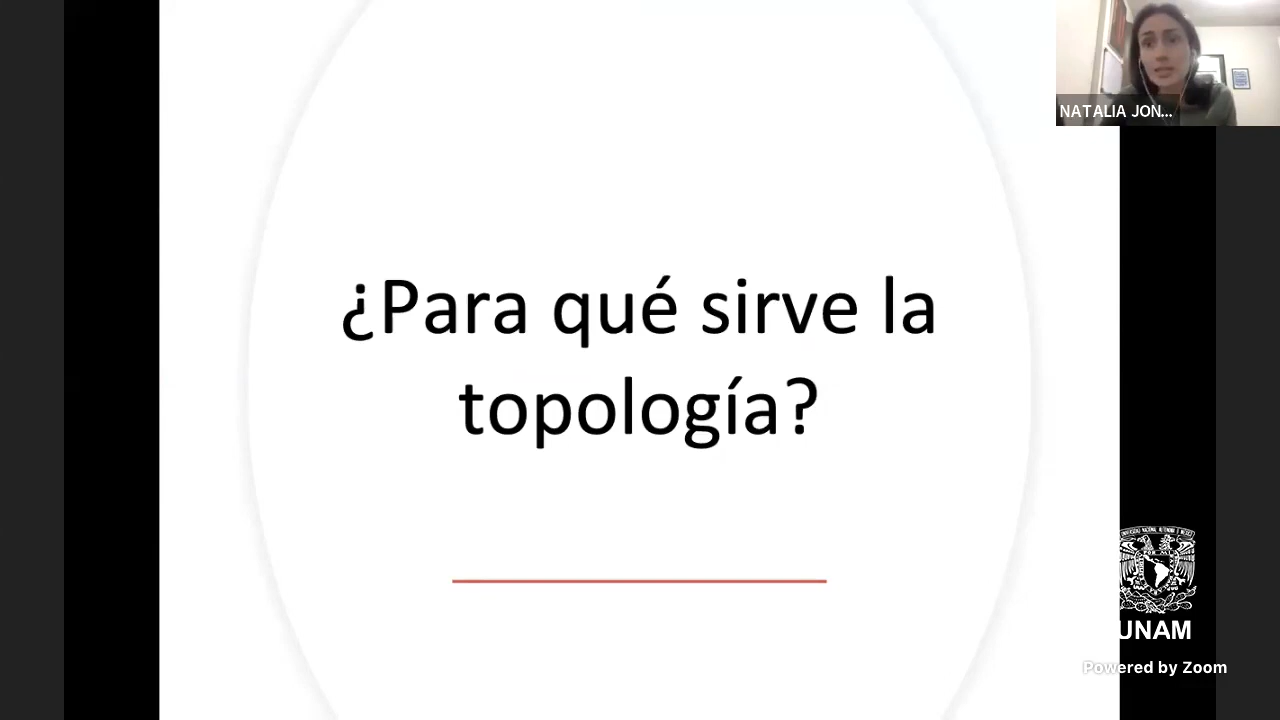 NATALIA JON...
¿Para qué sirve la
topología?
UNAM
Powered by Zoom